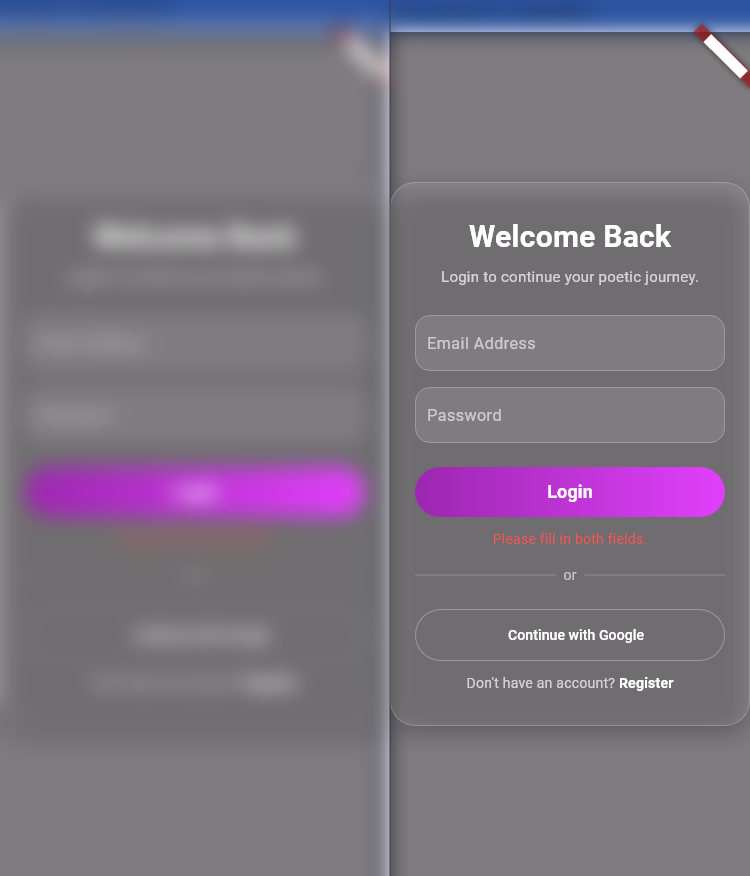 Welcome Back
Login to continue your poetic journey.
Email Address
Password
Login
Please fill in both fields.
or
Continue with Google
Don't have an account? Register